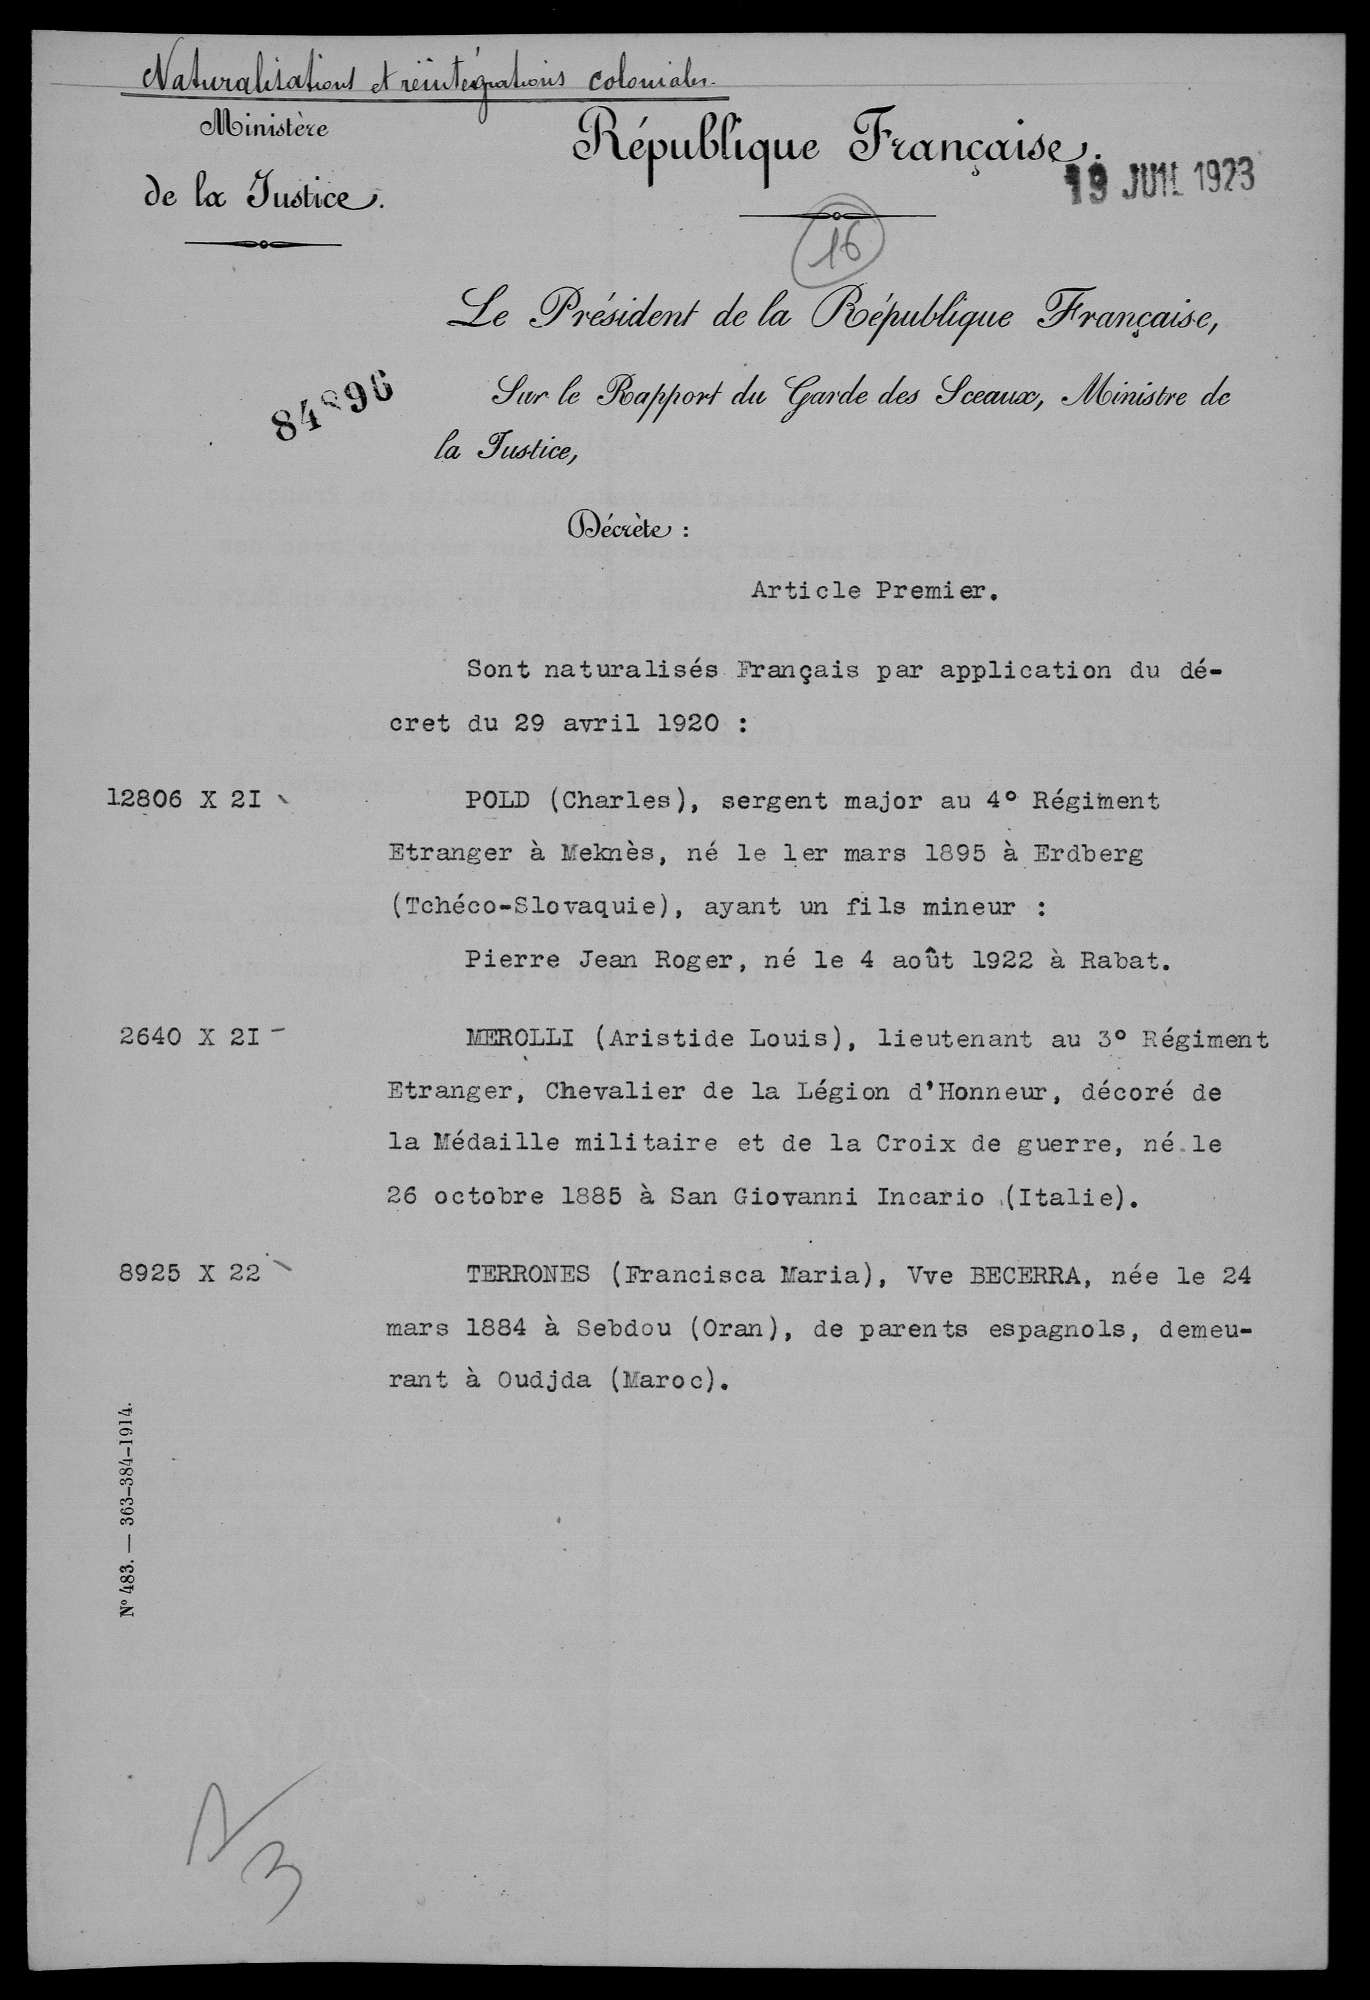 Naturalisations et réintégrations coloniales.
Ministère
de la Justice.
République Française.
19 JUIL 1923
16
Le Président de la République Française,
84896
Sur le Rapport du Garde des Sceaux, Ministre de
la Justice,
Décrète :
Article Premier.
Sont naturalisés Français par application du dé-
cret du 29 avril 1920 :
12806 X 2I
POLD (Charles), sergent major au 4° Régiment
Etranger à Meknès, né le 1er mars 1895 à Erdberg
(Tchéco-Slovaquie), ayant un fils mineur :
Pierre Jean Roger, né le 4 août 1922 à Rabat.
2640 X 2I -
MEROLLI (Aristide Louis), lieutenant au 3° Régiment
Etranger, Chevalier de la Légion d'Honneur, décoré de
la Médaille militaire et de la Croix de guerre, né le
26 octobre 1885 à San Giovanni Incario (Italie).
8925 X 22
TERRONES (Francisca Maria), Vve BECERRA, née le 24
mars 1884 à Sebdou (Oran), de parents espagnols, demeu-
rant à Oudjda (Maroc).
N° 483. — 363-384-1914.
3